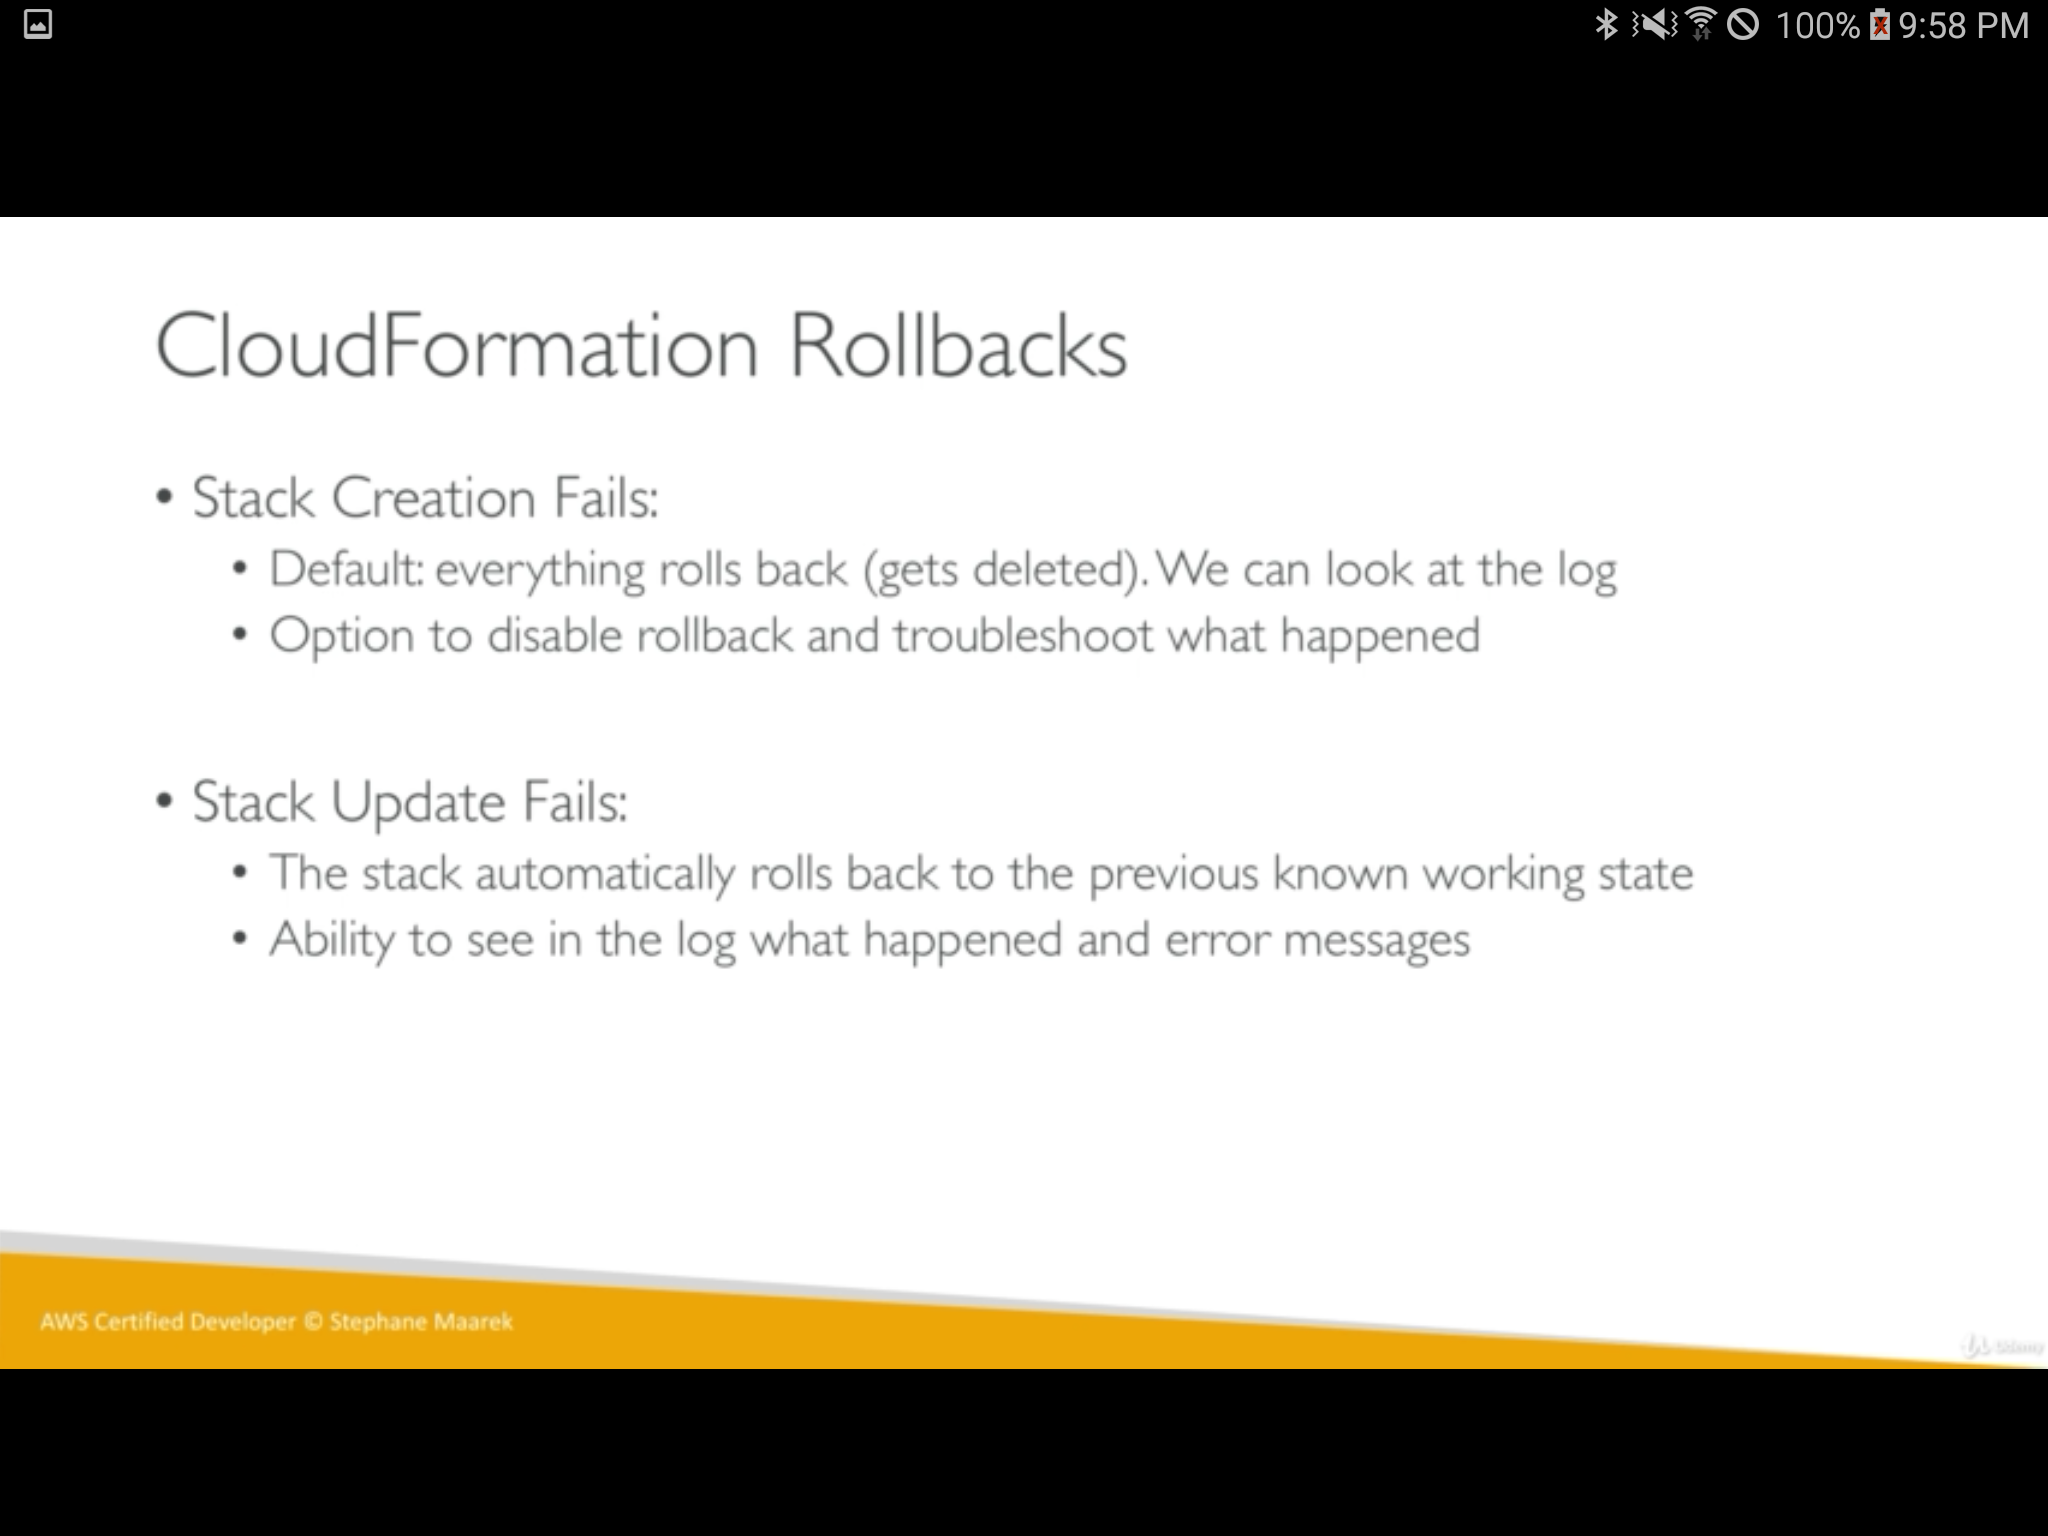 100% 9:58 PM
CloudFormation Rollbacks
• Stack Creation Fails:
• Default: everything rolls back (gets deleted). We can look at the log
• Option to disable rollback and troubleshoot what happened
• Stack Update Fails:
• The stack automatically rolls back to the previous known working state
• Ability to see in the log what happened and error messages
AWS Certified Developer © Stephane Maarek
Udemy